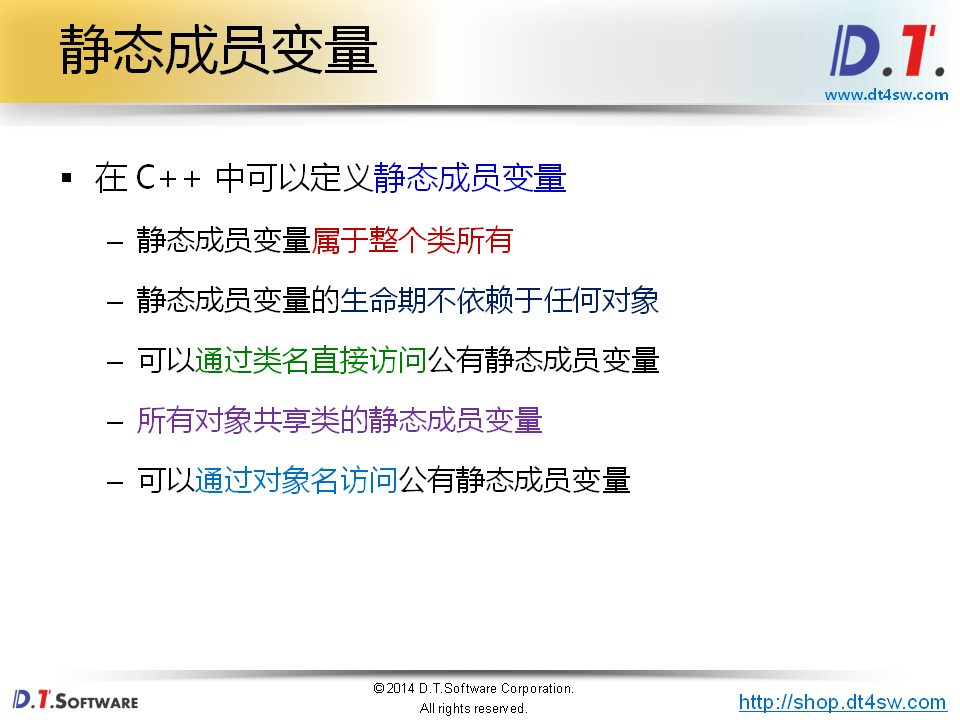 静态成员变量
D.T.
www.dt4sw.com
▪ 在 C++ 中可以定义静态成员变量
– 静态成员变量属于整个类所有
– 静态成员变量的生命期不依赖于任何对象
– 可以通过类名直接访问公有静态成员变量
– 所有对象共享类的静态成员变量
– 可以通过对象名访问公有静态成员变量
D.T.SOFTWARE
©2014 D.T.Software Corporation.
All rights reserved.
http://shop.dt4sw.com